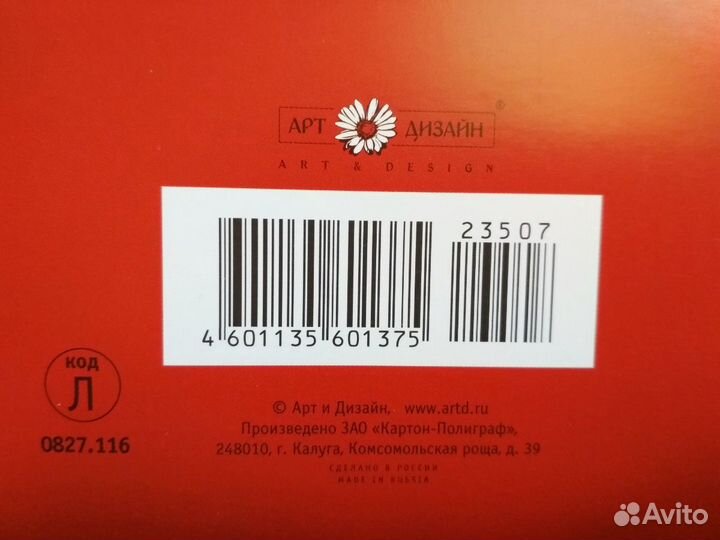 АРТ ДИЗАЙН ®
ART & DESIGN
23507
4 601135 601375
КОД
Л
0827.116
© Арт и Дизайн, www.artd.ru
Произведено ЗАО «Картон-Полиграф»,
248010, г. Калуга, Комсомольская роща, д. 39
СДЕЛАНО В РОССИИ
MADE IN RUSSIA
Avito